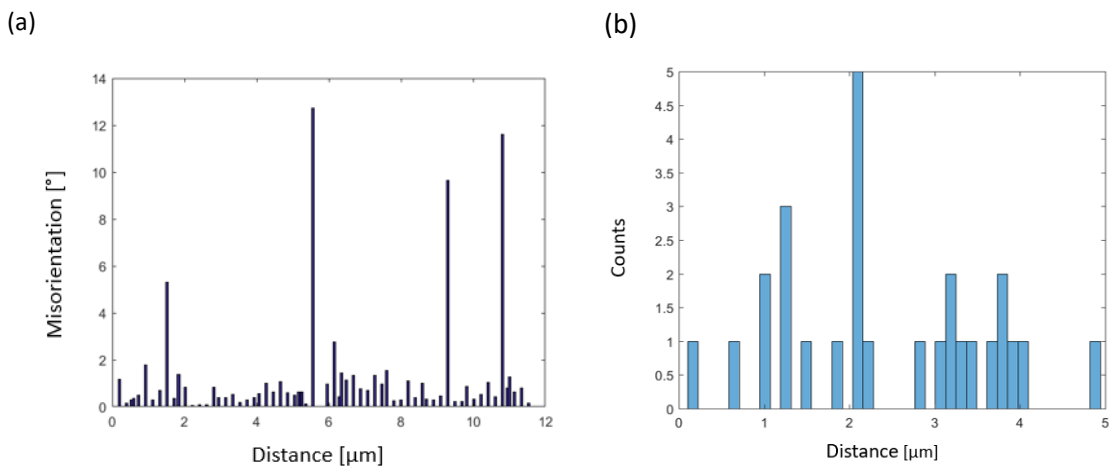 (a)
14
12
10
8
6
4
2
0
0 2 4 6 8 10 12
Misorientation [°]
Distance [μm]
(b)
5
4.5
4
3.5
3
2.5
2
1.5
1
0.5
0
0 1 2 3 4 5
Counts
Distance [μm]